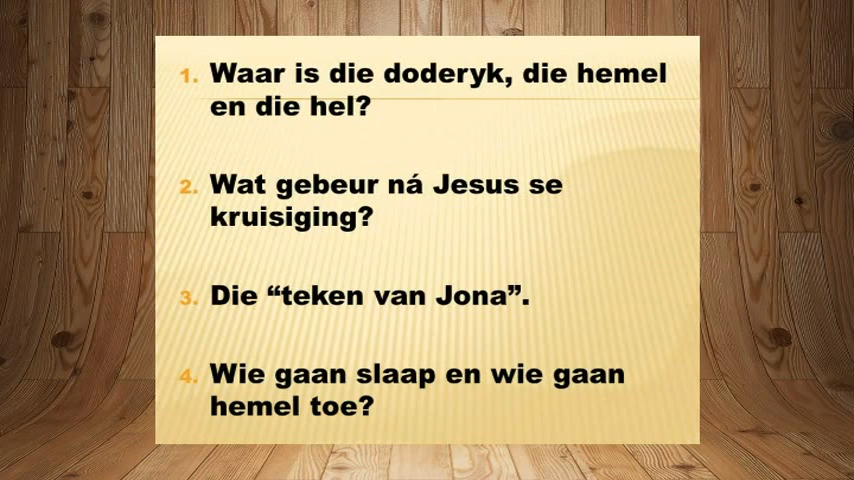 1. Waar is die doderyk, die hemel
en die hel?
2. Wat gebeur ná Jesus se
kruisiging?
3. Die “teken van Jona”.
4. Wie gaan slaap en wie gaan
hemel toe?